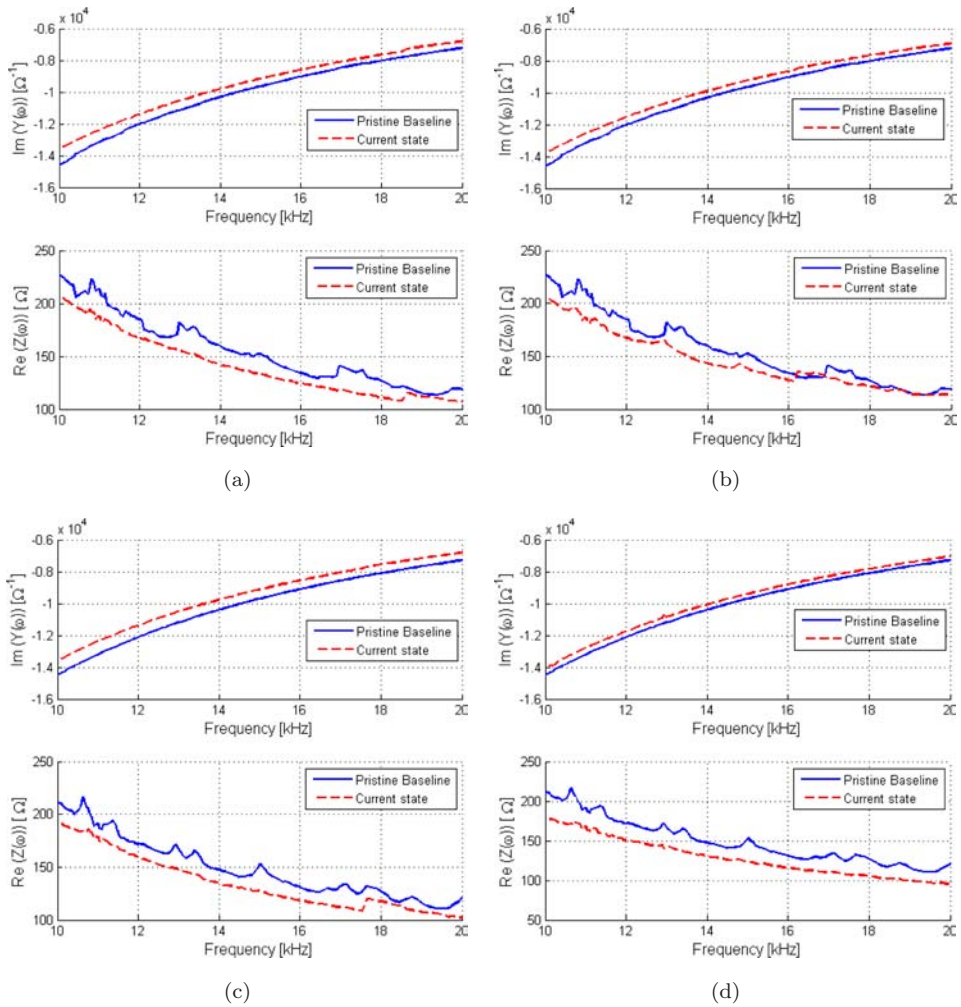 x 10⁴ x 10⁴
-0.6 -0.6
-0.8 -0.8
-1 -1
-1.2 -1.2
-1.4 -1.4
-1.6 -1.6
Im (Y(ω)) [Ω⁻¹] Im (Y(ω)) [Ω⁻¹]
Pristine Baseline Pristine Baseline
Current state Current state
10 12 14 16 18 20 10 12 14 16 18 20
Frequency [kHz] Frequency [kHz]
250 250
200 200
150 150
100 100
Re (Z(ω)) [ Ω] Re (Z(ω)) [ Ω]
Pristine Baseline Pristine Baseline
Current state Current state
10 12 14 16 18 20 10 12 14 16 18 20
Frequency [kHz] Frequency [kHz]
(a) (b)
x 10⁴ x 10⁴
-0.6 -0.6
-0.8 -0.8
-1 -1
-1.2 -1.2
-1.4 -1.4
-1.6 -1.6
Im (Y(ω)) [Ω⁻¹] Im (Y(ω)) [Ω⁻¹]
Pristine Baseline Pristine Baseline
Current state Current state
10 12 14 16 18 20 10 12 14 16 18 20
Frequency [kHz] Frequency [kHz]
250 250
200 200
150 150
100 100
50
Re (Z(ω)) [ Ω] Re (Z(ω)) [ Ω]
Pristine Baseline Pristine Baseline
Current state Current state
10 12 14 16 18 20 10 12 14 16 18 20
Frequency [kHz] Frequency [kHz]
(c) (d)